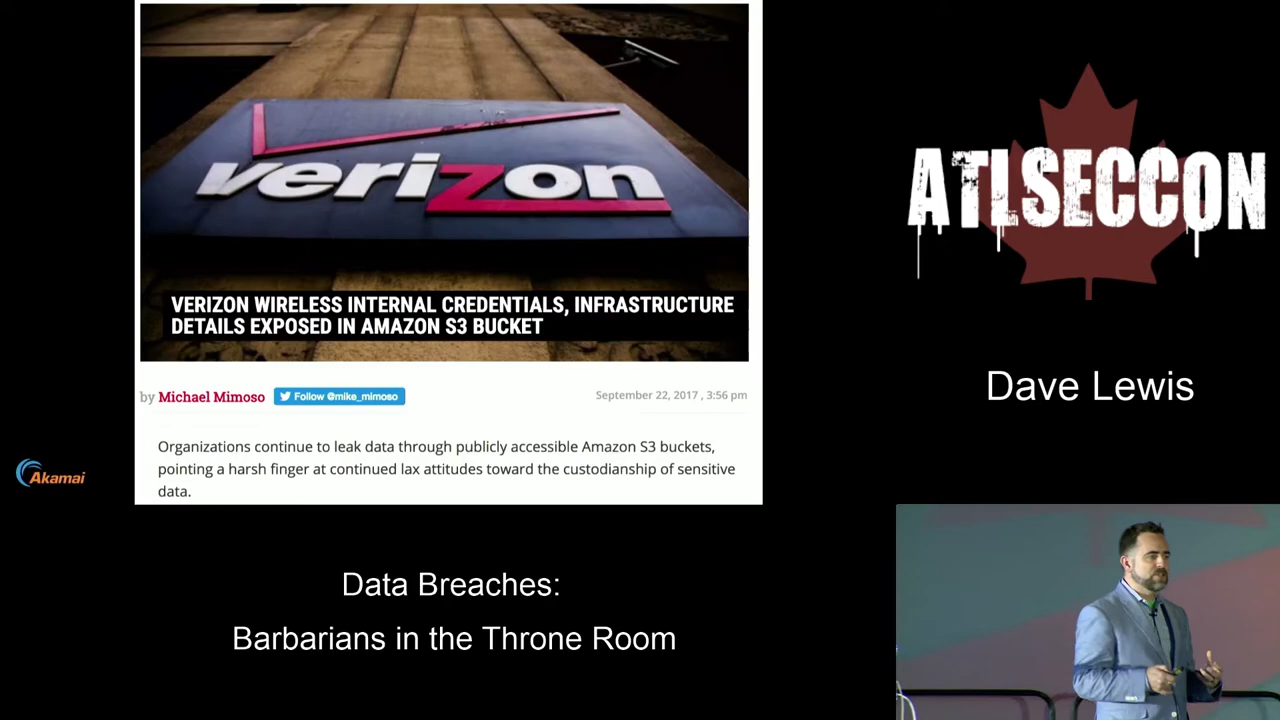 verizon
VERIZON WIRELESS INTERNAL CREDENTIALS, INFRASTRUCTURE
DETAILS EXPOSED IN AMAZON S3 BUCKET
by Michael Mimoso
Follow @mike_mimoso
September 22, 2017 , 3:56 pm
Organizations continue to leak data through publicly accessible Amazon S3 buckets,
pointing a harsh finger at continued lax attitudes toward the custodianship of sensitive
data.
Akamai
Data Breaches:
Barbarians in the Throne Room
ATLSECCON
Dave Lewis